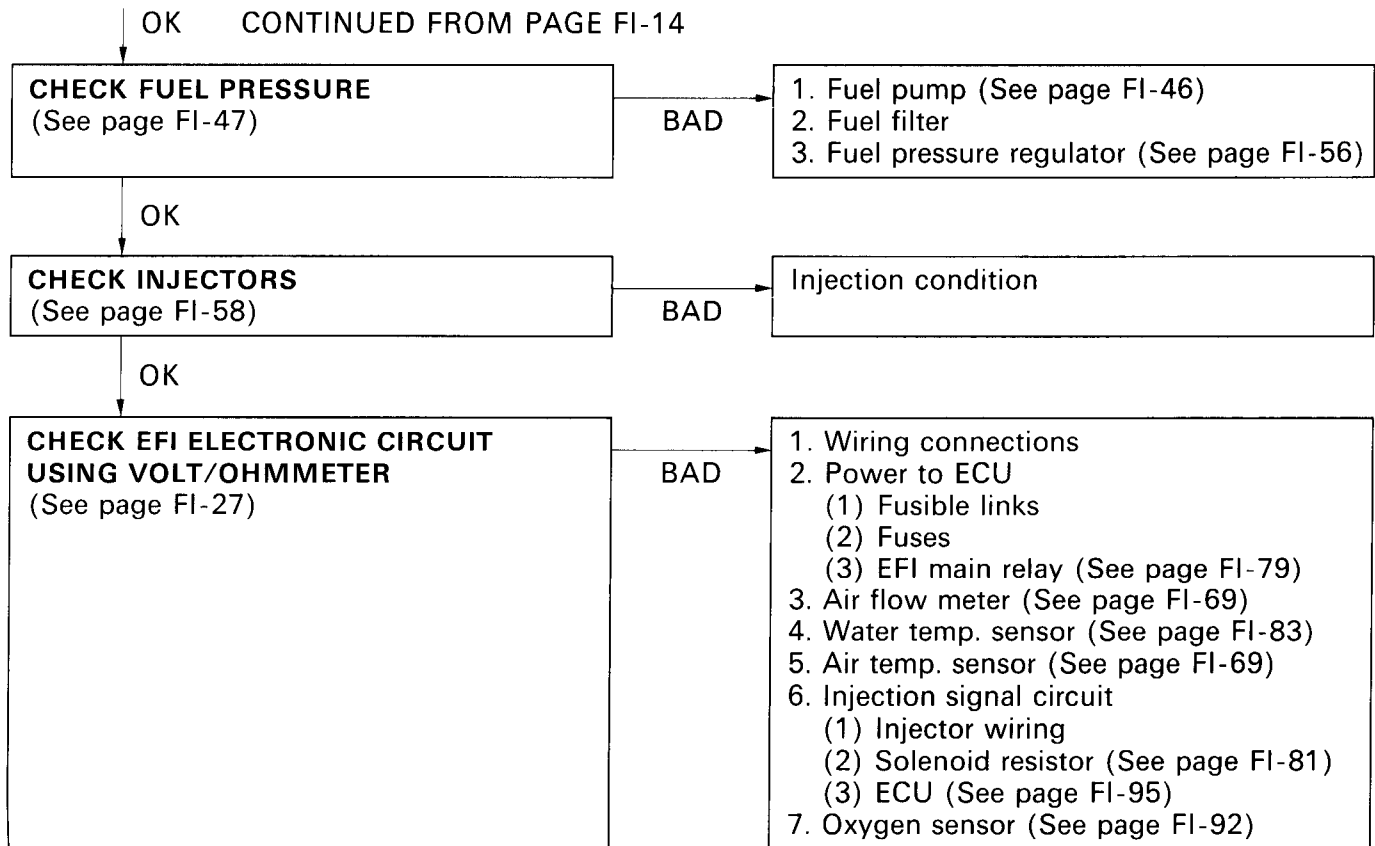 OK CONTINUED FROM PAGE FI-14
CHECK FUEL PRESSURE
(See page FI-47)
BAD
1. Fuel pump (See page FI-46)
2. Fuel filter
3. Fuel pressure regulator (See page FI-56)
OK
CHECK INJECTORS
(See page FI-58)
BAD
Injection condition
OK
CHECK EFI ELECTRONIC CIRCUIT
USING VOLT/OHMMETER
(See page FI-27)
BAD
1. Wiring connections
2. Power to ECU
(1) Fusible links
(2) Fuses
(3) EFI main relay (See page FI-79)
3. Air flow meter (See page FI-69)
4. Water temp. sensor (See page FI-83)
5. Air temp. sensor (See page FI-69)
6. Injection signal circuit
(1) Injector wiring
(2) Solenoid resistor (See page FI-81)
(3) ECU (See page FI-95)
7. Oxygen sensor (See page FI-92)